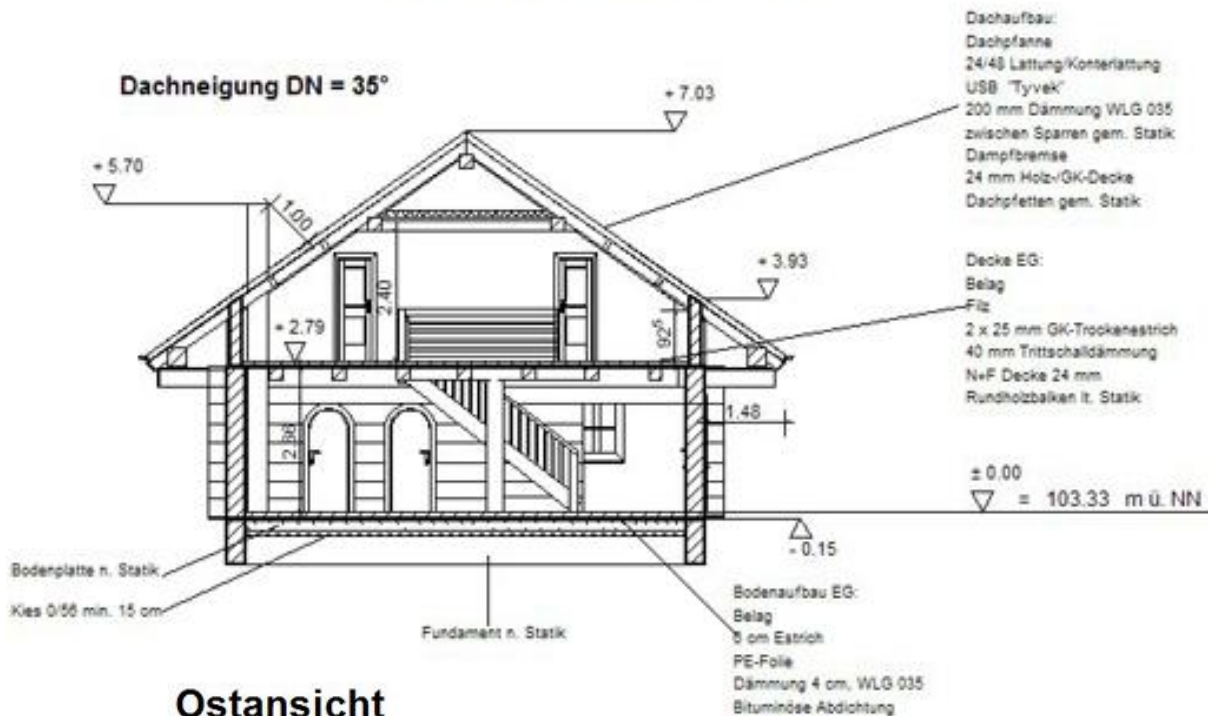 Dachneigung DN = 35°
Dachaufbau:
Dachpfanne
24/48 Lattung/Konterlattung
USB "Tyvek"
200 mm Dämmung WLG 035
zwischen Sparren gem. Statik
Dampfbremse
24 mm Holz-/GK-Decke
Dachpfetten gem. Statik
+ 7.03
+ 5.70
1.00
+ 3.93
2.40
+ 2.79
92⁵
Decke EG:
Belag
Filz
2 x 25 mm GK-Trockenestrich
40 mm Trittschalldämmung
N+F Decke 24 mm
Rundholzbalken lt. Statik
1.48
2.66
± 0.00
= 103.33 m ü. NN
- 0.15
Bodenplatte n. Statik
Kies 0/56 min. 15 cm
Fundament n. Statik
Bodenaufbau EG:
Belag
cm Estrich
PE-Folie
Dämmung 4 cm, WLG 035
Bituminöse Abdichtung
Ostansicht